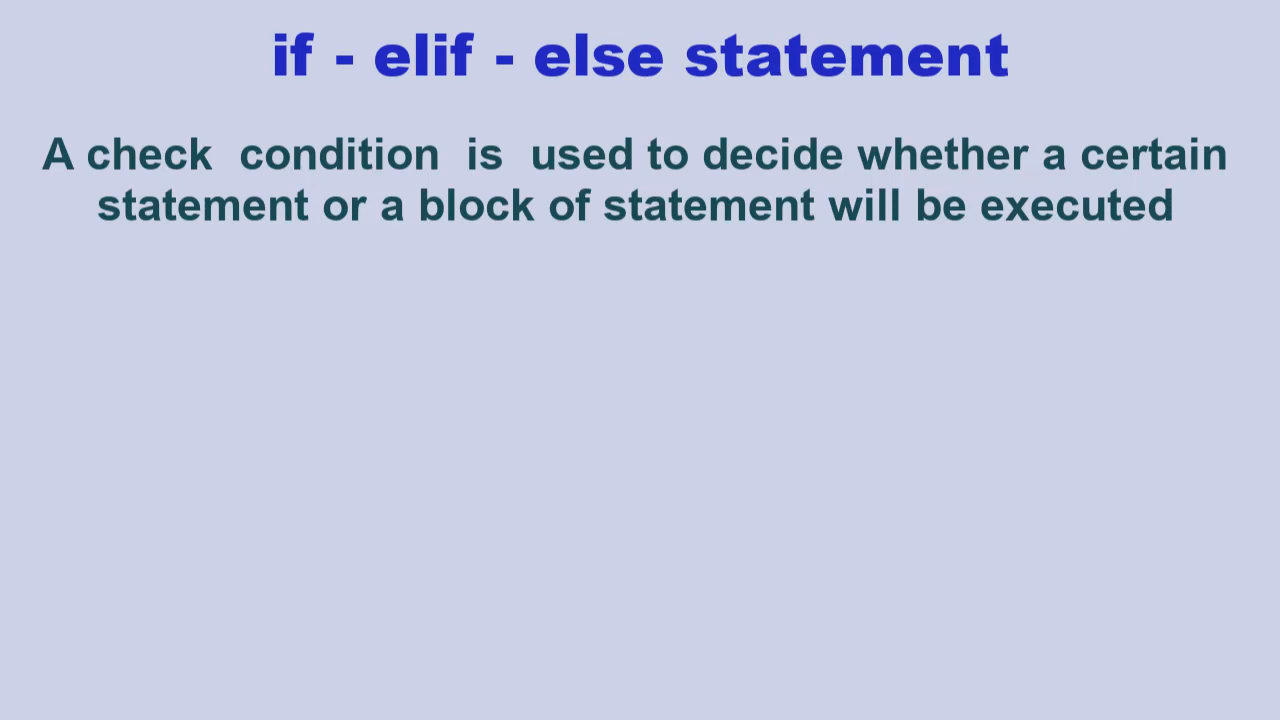 if - elif - else statement
A check condition is used to decide whether a certain
statement or a block of statement will be executed